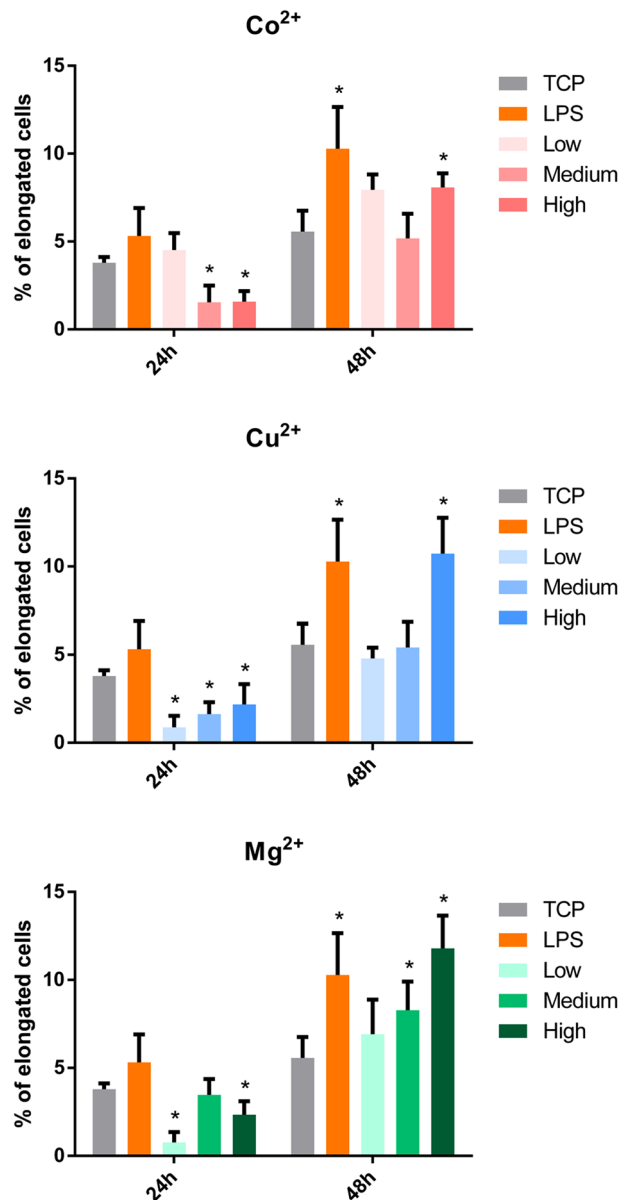 Co²⁺
% of elongated cells
15
10
5
0
*
*
*
*
24h
48h
TCP
LPS
Low
Medium
High
Cu²⁺
% of elongated cells
15
10
5
0
*
*
*
*
*
24h
48h
TCP
LPS
Low
Medium
High
Mg²⁺
% of elongated cells
15
10
5
0
*
*
*
*
*
24h
48h
TCP
LPS
Low
Medium
High